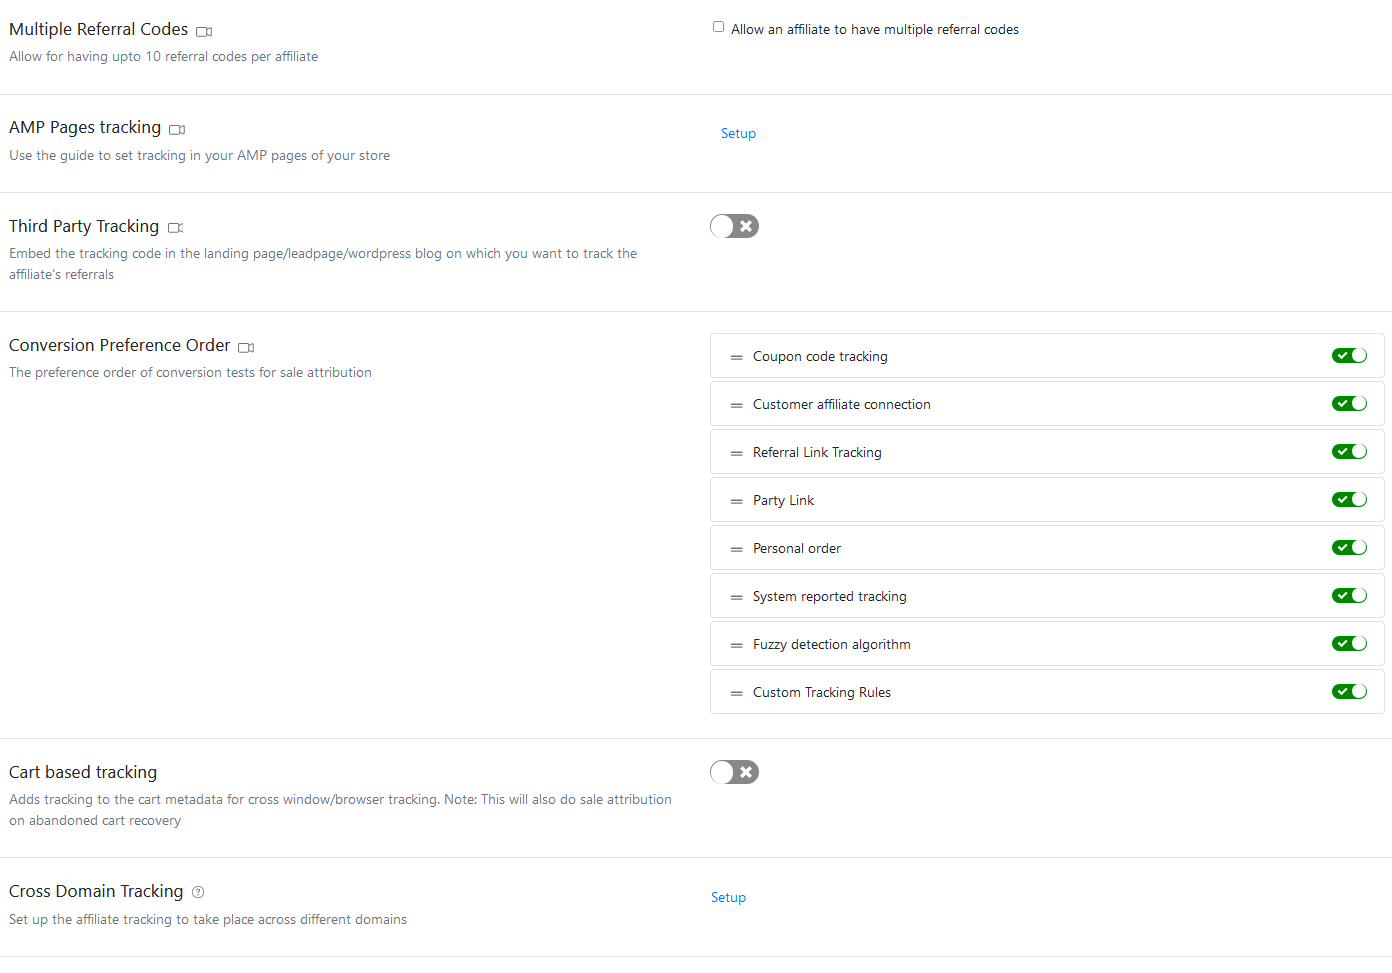 Multiple Referral Codes
Allow an affiliate to have multiple referral codes
Allow for having upto 10 referral codes per affiliate
AMP Pages tracking
Setup
Use the guide to set tracking in your AMP pages of your store
Third Party Tracking
Embed the tracking code in the landing page/leadpage/wordpress blog on which you want to track the
affiliate's referrals
Conversion Preference Order
The preference order of conversion tests for sale attribution
Coupon code tracking
Customer affiliate connection
Referral Link Tracking
Party Link
Personal order
System reported tracking
Fuzzy detection algorithm
Custom Tracking Rules
Cart based tracking
Adds tracking to the cart metadata for cross window/browser tracking. Note: This will also do sale attribution
on abandoned cart recovery
Cross Domain Tracking
Setup
Set up the affiliate tracking to take place across different domains